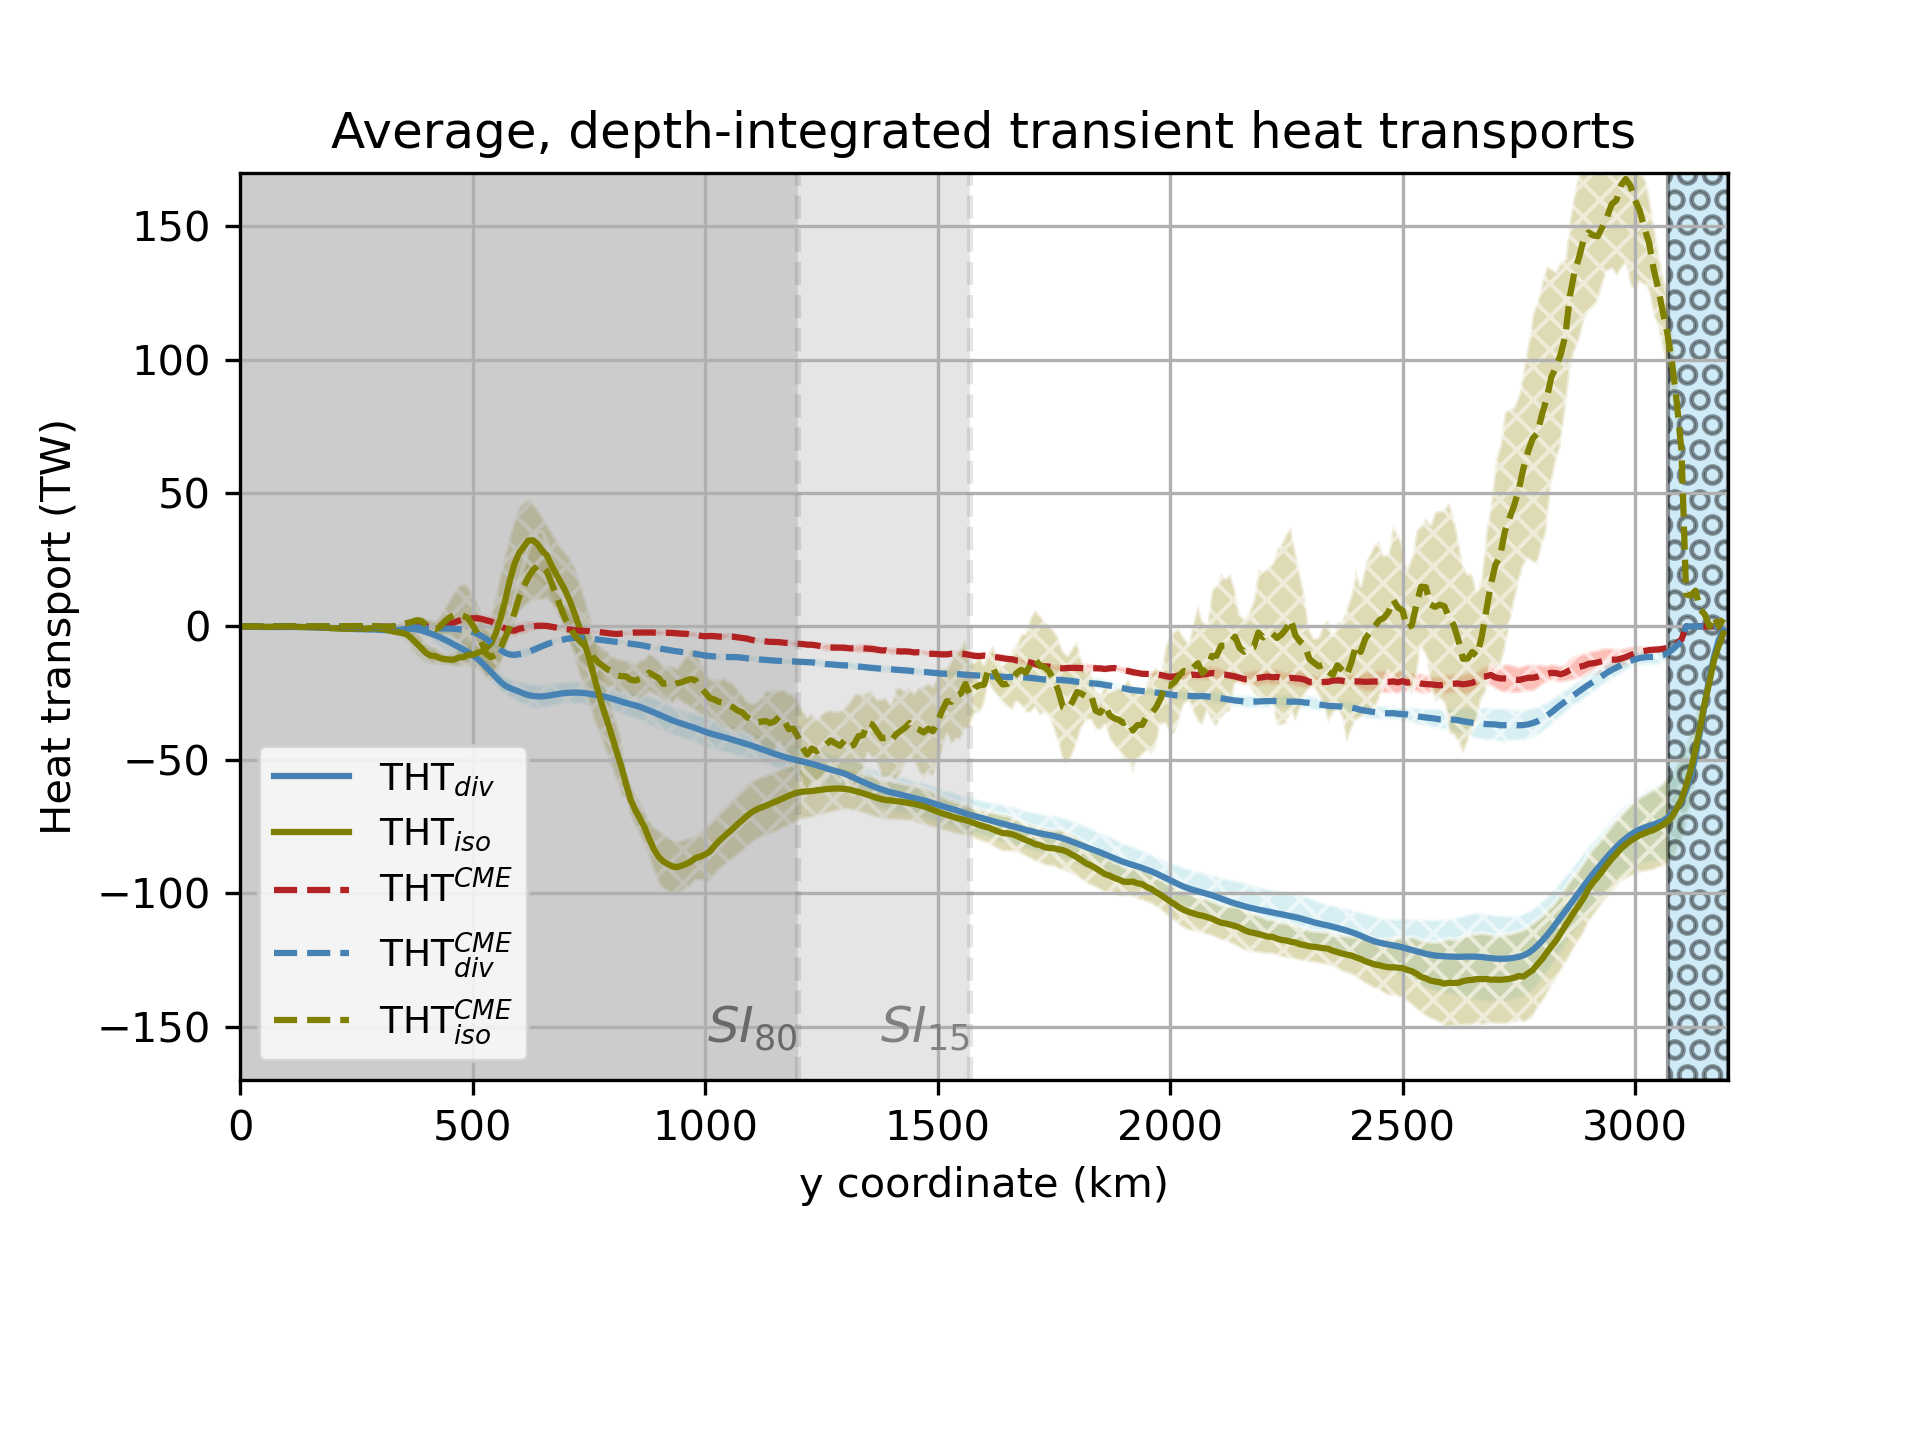 Average, depth-integrated transient heat transports
Heat transport (TW)
150
100
50
0
−50
−100
−150
THT_div
THT_iso
THT^CME
THT^CME_div
THT^CME_iso
SI_80
SI_15
0 500 1000 1500 2000 2500 3000
y coordinate (km)